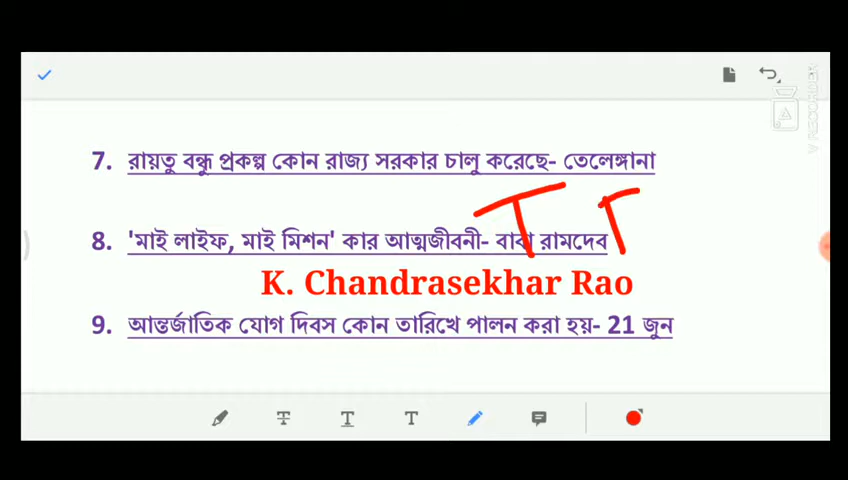 7. রায়তু বন্ধু প্রকল্প কোন রাজ্য সরকার চালু করেছে- তেলেঙ্গানা
8. 'মাই লাইফ, মাই মিশন' কার আত্মজীবনী- বাবা রামদেব
K. Chandrasekhar Rao
9. আন্তর্জাতিক যোগ দিবস কোন তারিখে পালন করা হয়- 21 জুন
T T T
V RECORDER